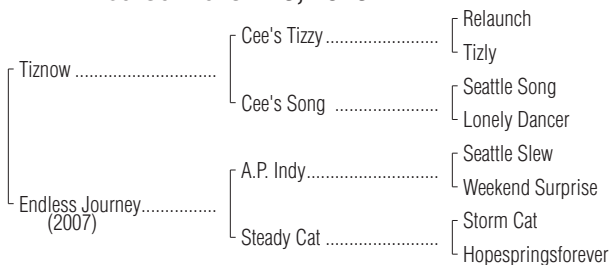 Relaunch
Cee's Tizzy
Tizly
Tiznow
Seattle Song
Cee's Song
Lonely Dancer
Seattle Slew
A.P. Indy
Weekend Surprise
Endless Journey
(2007)
Storm Cat
Steady Cat
Hopespringsforever